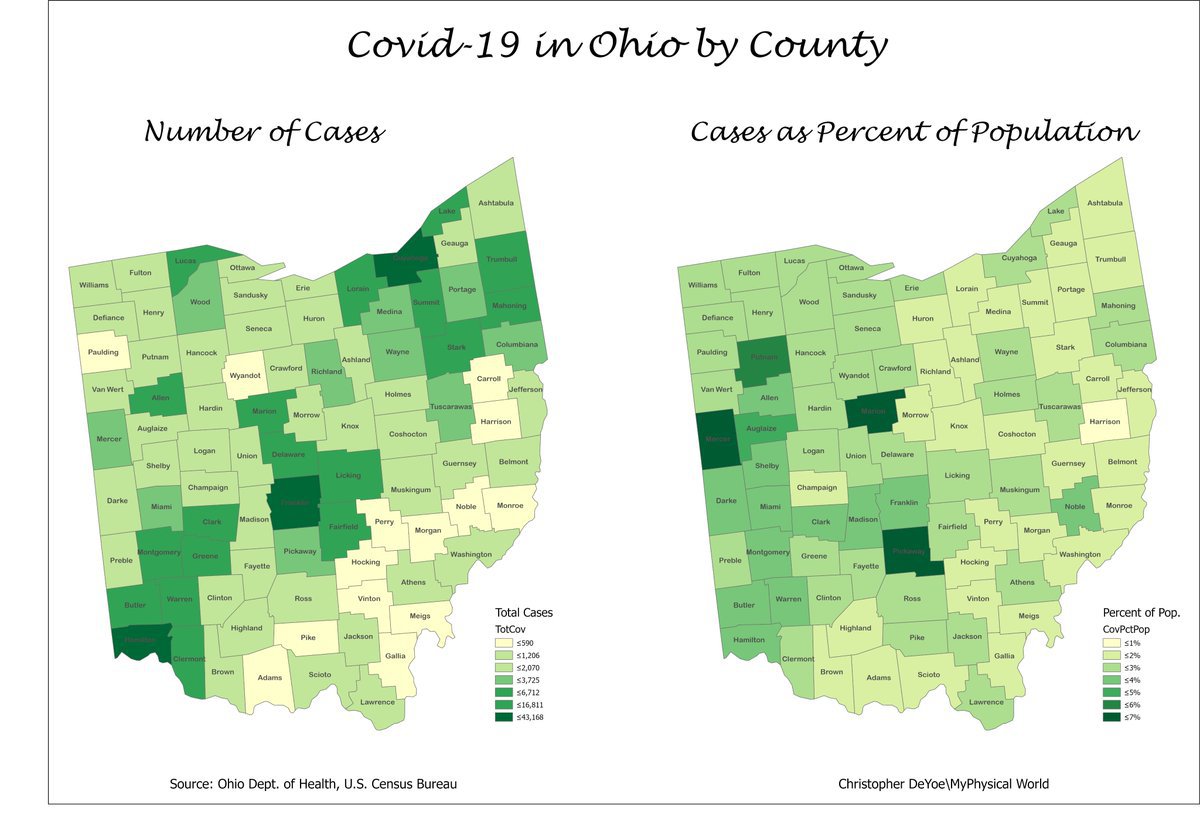 Covid-19 in Ohio by County
Number of Cases
Williams
Fulton
Lucas
Ottawa
Wood
Sandusky
Erie
Lorain
Cuyahoga
Lake
Geauga
Ashtabula
Trumbull
Defiance
Henry
Seneca
Huron
Medina
Summit
Portage
Mahoning
Paulding
Putnam
Hancock
Wyandot
Crawford
Richland
Ashland
Wayne
Stark
Columbiana
Van Wert
Allen
Hardin
Marion
Morrow
Holmes
Tuscarawas
Carroll
Jefferson
Mercer
Auglaize
Logan
Union
Delaware
Knox
Coshocton
Harrison
Shelby
Champaign
Licking
Guernsey
Belmont
Darke
Miami
Clark
Madison
Franklin
Fairfield
Muskingum
Perry
Morgan
Noble
Monroe
Preble
Montgomery
Greene
Fayette
Pickaway
Hocking
Athens
Washington
Butler
Warren
Clinton
Ross
Vinton
Meigs
Hamilton
Clermont
Highland
Pike
Jackson
Gallia
Brown
Adams
Scioto
Lawrence
Total Cases
TotCov
≤590
≤1,206
≤2,070
≤3,725
≤6,712
≤16,811
≤43,168
Source: Ohio Dept. of Health, U.S. Census Bureau
Cases as Percent of Population
Williams
Fulton
Lucas
Ottawa
Wood
Sandusky
Erie
Lorain
Cuyahoga
Lake
Geauga
Ashtabula
Trumbull
Defiance
Henry
Seneca
Huron
Medina
Summit
Portage
Mahoning
Paulding
Putnam
Hancock
Wyandot
Crawford
Richland
Ashland
Wayne
Stark
Columbiana
Van Wert
Allen
Hardin
Marion
Morrow
Holmes
Tuscarawas
Carroll
Jefferson
Mercer
Auglaize
Logan
Union
Delaware
Knox
Coshocton
Harrison
Shelby
Champaign
Licking
Guernsey
Belmont
Darke
Miami
Clark
Madison
Franklin
Fairfield
Muskingum
Perry
Morgan
Noble
Monroe
Preble
Montgomery
Greene
Fayette
Pickaway
Hocking
Athens
Washington
Butler
Warren
Clinton
Ross
Vinton
Meigs
Hamilton
Clermont
Highland
Pike
Jackson
Gallia
Brown
Adams
Scioto
Lawrence
Percent of Pop.
CovPctPop
≤1%
≤2%
≤3%
≤4%
≤5%
≤6%
≤7%
Christopher DeYoe\MyPhysical World